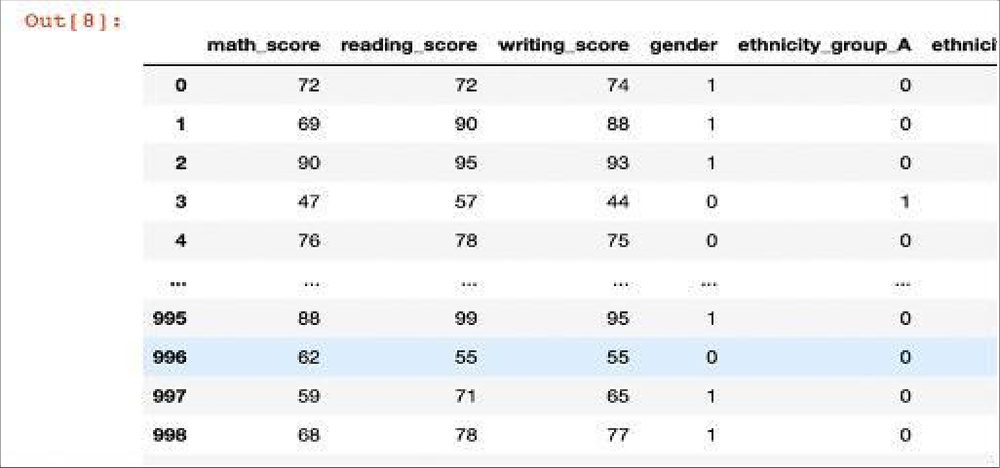 Out[8]:
math_score reading_score writing_score gender ethnicity_group_A ethnici
0 72 72 74 1 0
1 69 90 88 1 0
2 90 95 93 1 0
3 47 57 44 0 1
4 76 78 75 0 0
... ... ... ... ... ...
995 88 99 95 1 0
996 62 55 55 0 0
997 59 71 65 1 0
998 68 78 77 1 0